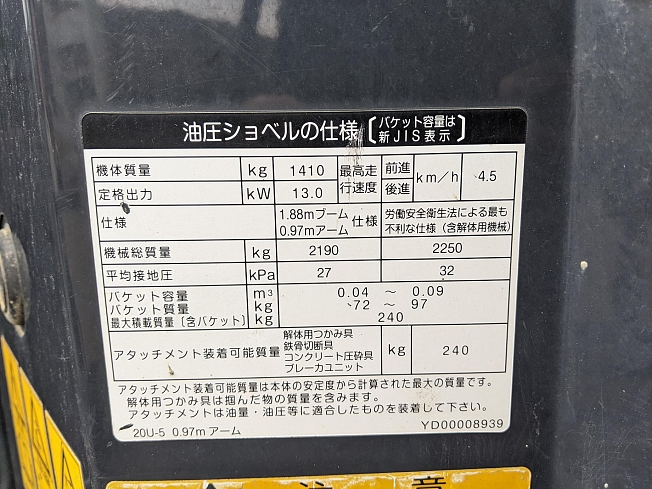 油圧ショベルの仕様〔バケット容量は新JIS表示〕
機体質量 kg 1410 最高走行速度 前進 後進 km／h 4.5
定格出力 kW 13.0
仕様 1.88mブーム 0.97mアーム 仕様 労働安全衛生法による最も不利な仕様（含解体用機械）
機械総質量 kg 2190 2250
平均接地圧 kPa 27 32
バケット容量 m3 0.04 ～ 0.09
バケット質量 kg 72 ～ 97
最大積載質量〔含バケット〕 kg 240
アタッチメント装着可能質量 解体用つかみ具 鉄骨切断具 コンクリート圧砕具 ブレーカユニット kg 240
アタッチメント装着可能質量は本体の安定度から計算された最大の質量です。
解体用つかみ具は掴んだ物の質量を含みます。
アタッチメントは油量・油圧等に適合したものを装着して下さい。
20U-5 0.97mアーム YD00008939
注意